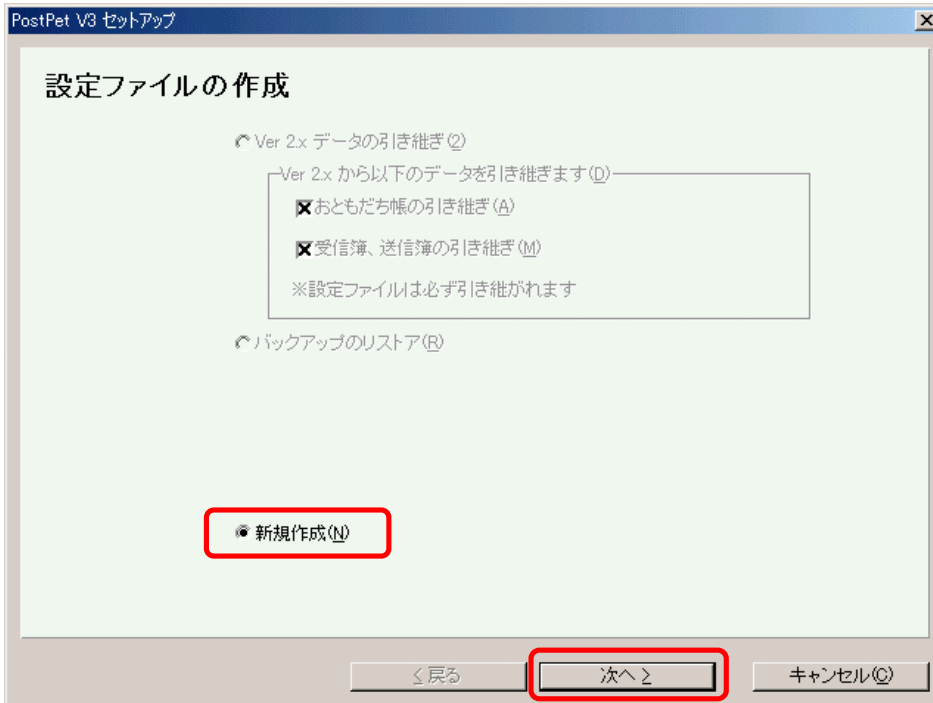 PostPet V3 セットアップ
設定ファイルの作成
Ver 2.x データの引き継ぎ(2)
Ver 2.x から以下のデータを引き継ぎます(D)
おともだち帳の引き継ぎ(A)
受信簿、送信簿の引き継ぎ(M)
※設定ファイルは必ず引き継がれます
バックアップのリストア(R)
新規作成(N)
< 戻る
次へ >
キャンセル(C)